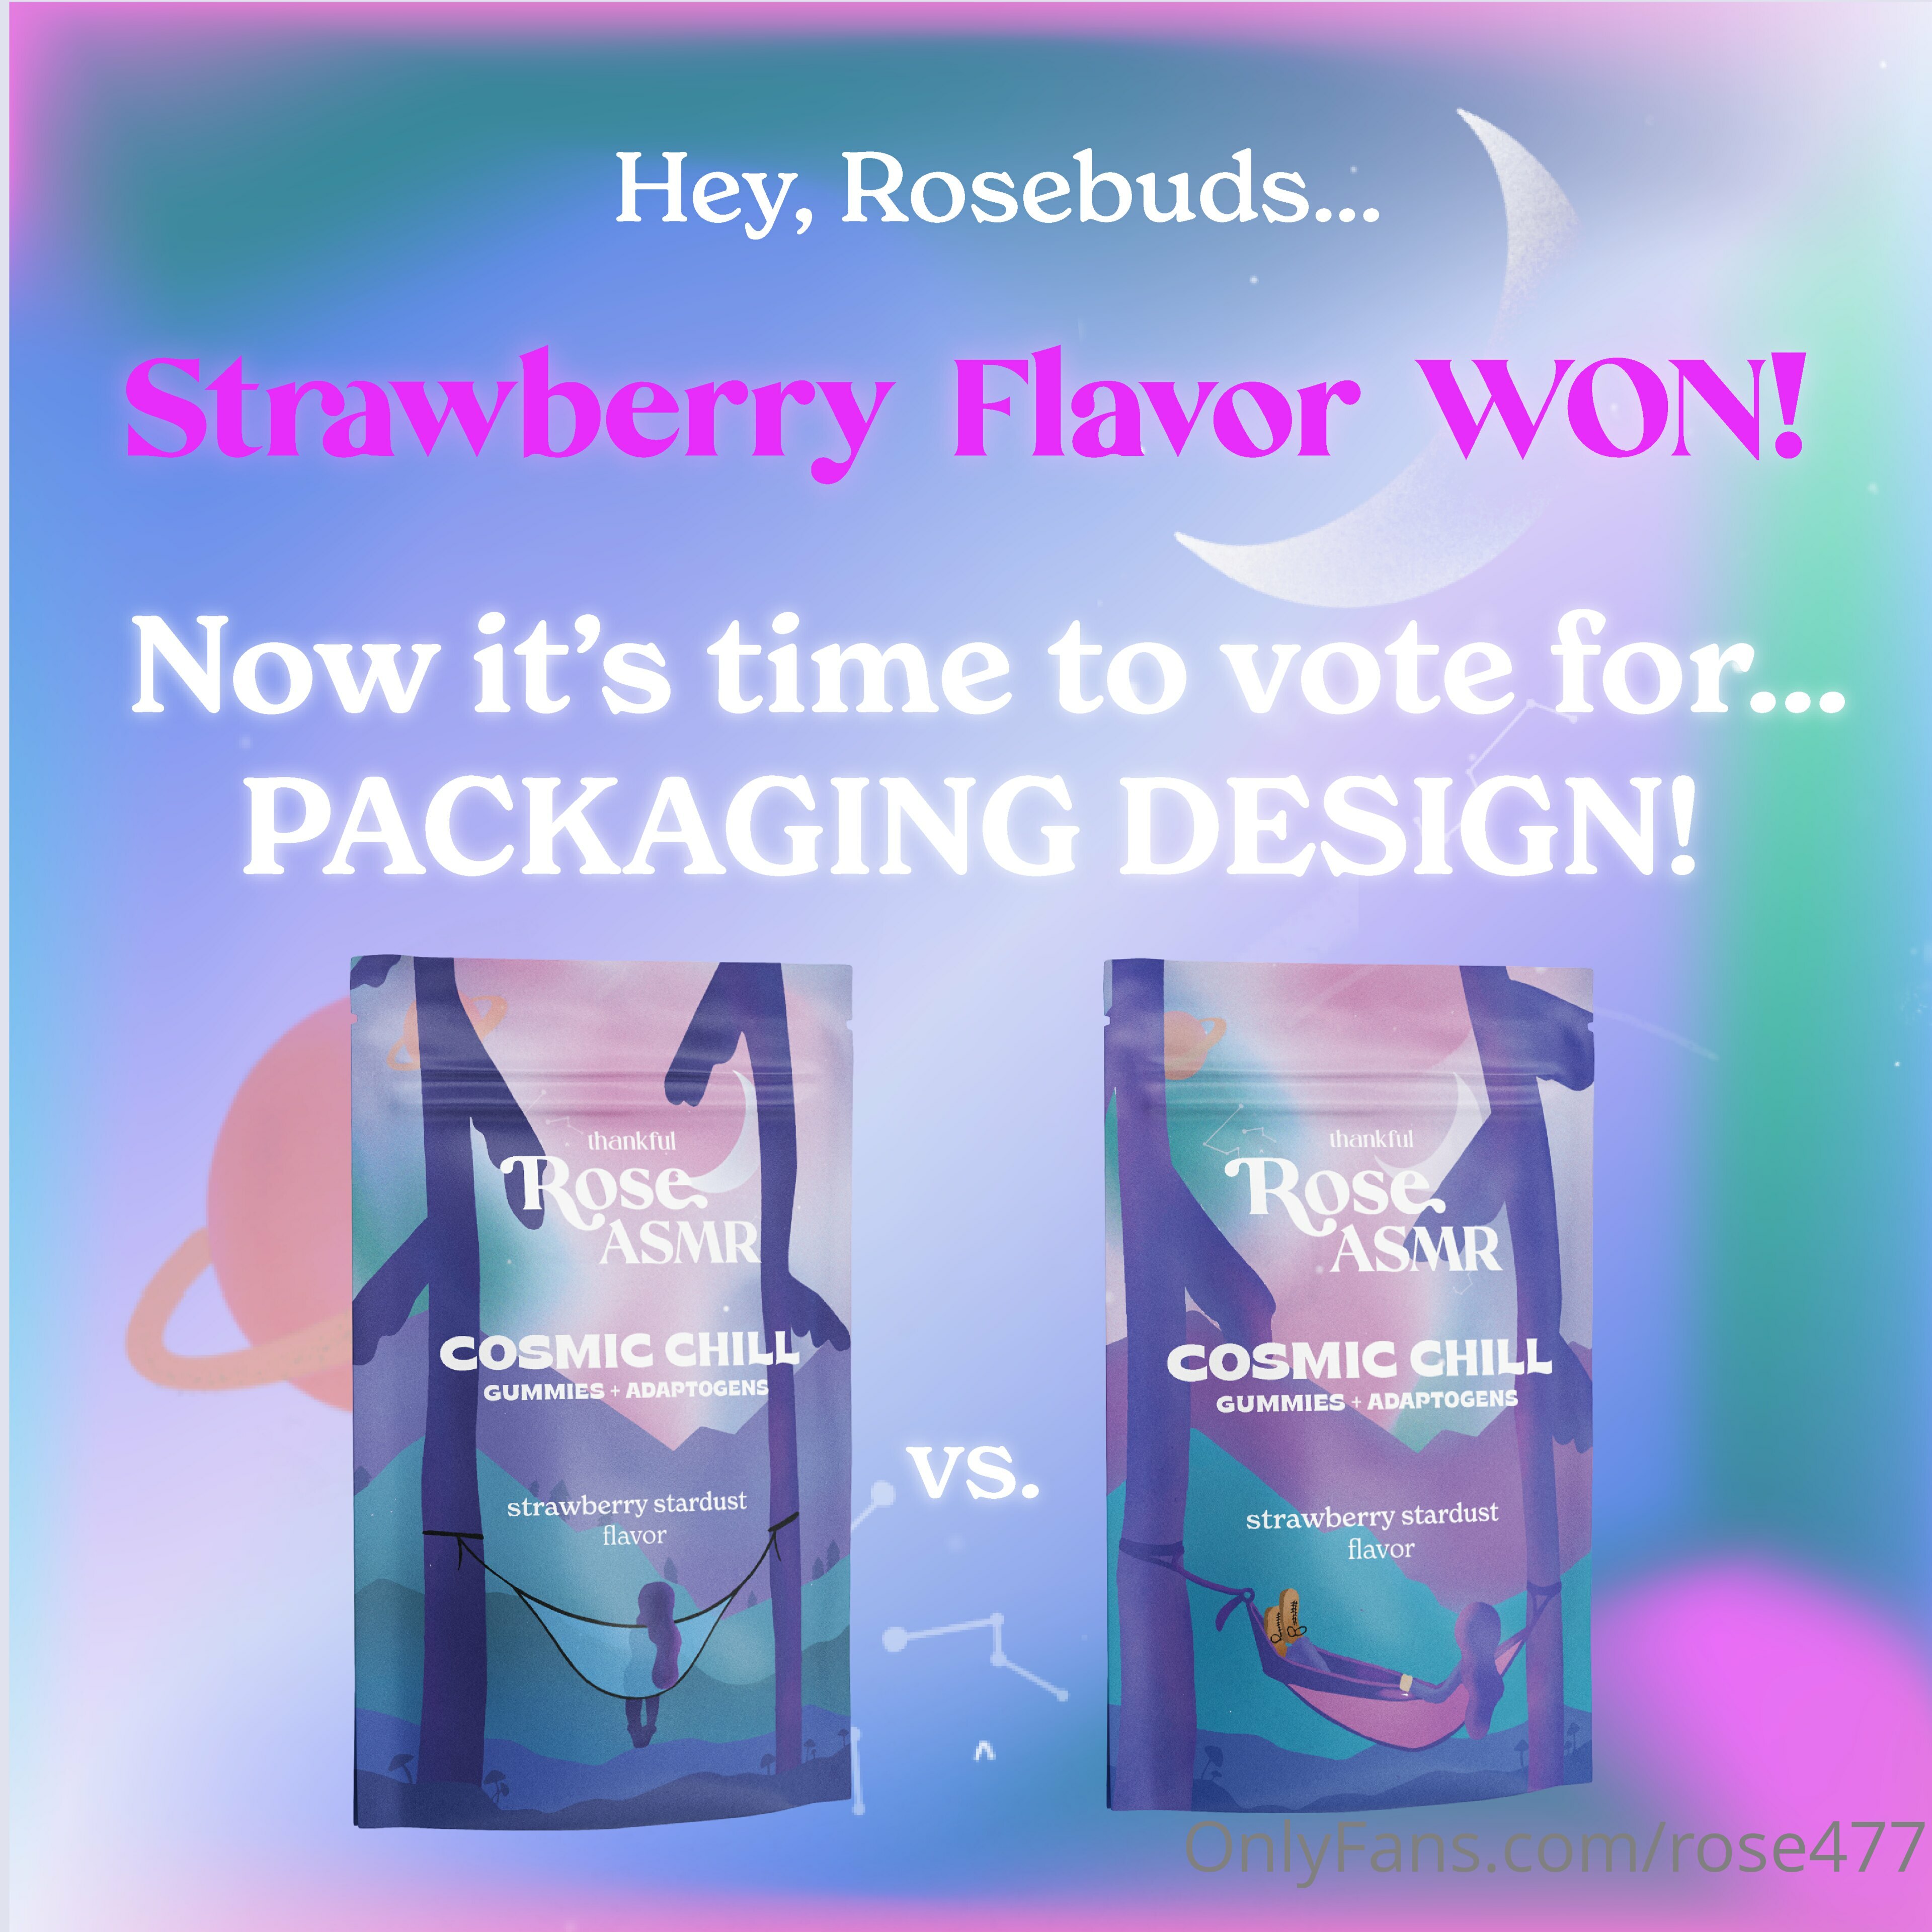 Hey, Rosebuds...
Strawberry Flavor WON!
Now it's time to vote for...
PACKAGING DESIGN!
thankful
Rose
ASMR
COSMIC CHILL
GUMMIES + ADAPTOGENS
strawberry stardust
flavor
vs.
thankful
Rose
ASMR
COSMIC CHILL
GUMMIES + ADAPTOGENS
strawberry stardust
flavor
OnlyFans.com/rose477